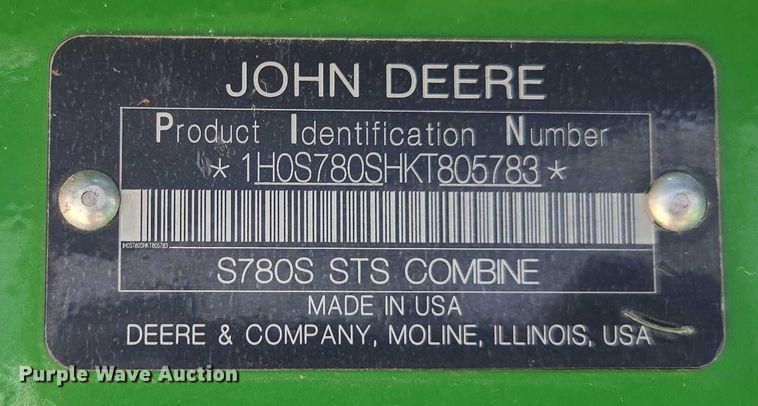 JOHN DEERE
Product Identification Number
*1H0S780SHKT805783*
1H0S780SHKT805783
S780S STS COMBINE
MADE IN USA
DEERE & COMPANY, MOLINE, ILLINOIS, USA
Purple Wave Auction